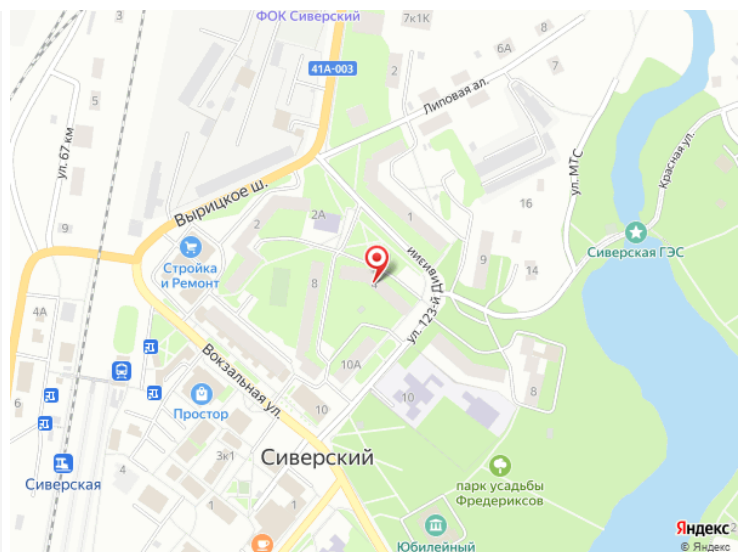 ФОК Сиверский
7к1К
8
6А
2
7
41А-003
Липовая ал.
5
ул. 67 км
ул. МТС
Красная ул.
Вырицкое ш.
16
2А
1
2
9
9
Сиверская ГЭС
Стройка
и Ремонт
ул. 123-й Дивизии
14
8
4
4А
Вокзальная ул.
10А
8
6
Простор
10
10
Сиверский
3к1
4
Сиверская
парк усадьбы
Фредериксов
1
1
2
Юбилейный
Яндекс
© Яндекс